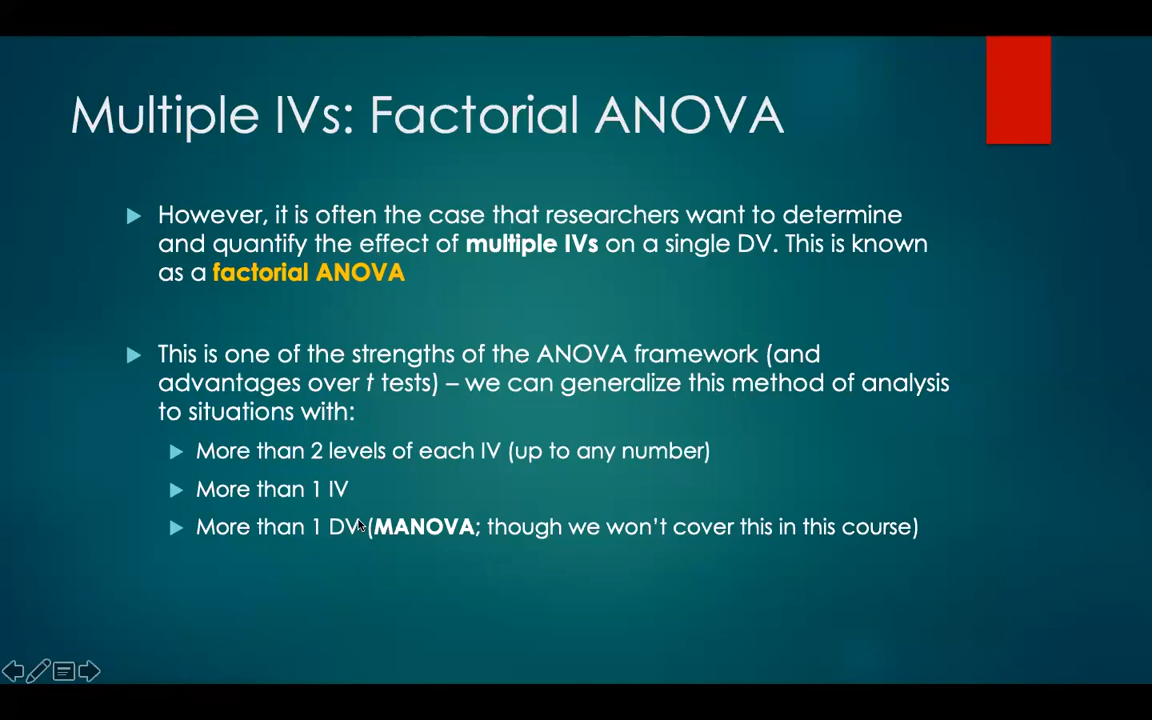 Multiple IVs: Factorial ANOVA
However, it is often the case that researchers want to determine
and quantify the effect of multiple IVs on a single DV. This is known
as a factorial ANOVA
This is one of the strengths of the ANOVA framework (and
advantages over t tests) – we can generalize this method of analysis
to situations with:
More than 2 levels of each IV (up to any number)
More than 1 IV
More than 1 DV (MANOVA; though we won’t cover this in this course)